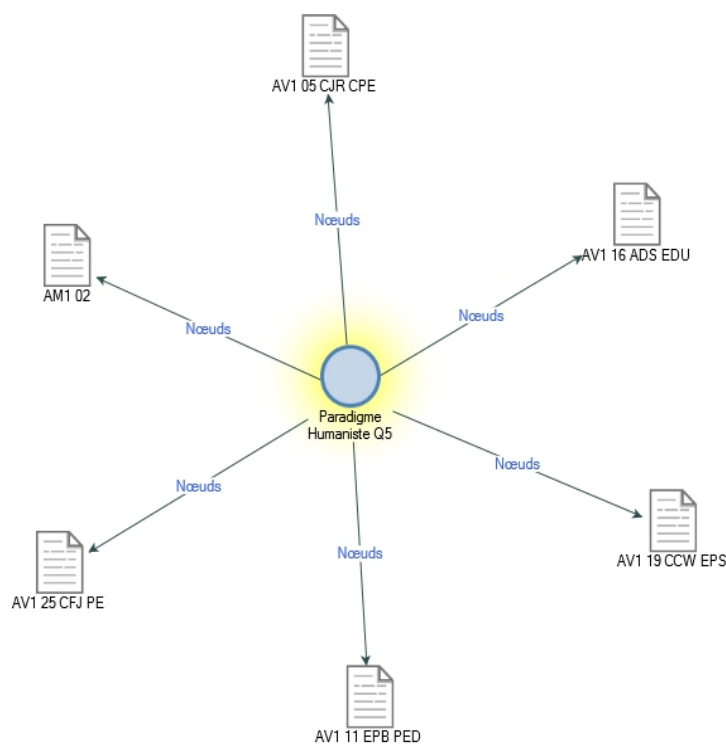 AV1 05 CJR CPE
Nœuds
AV1 16 ADS EDU
AM1 02
Nœuds
Nœuds
Paradigme
Humaniste Q5
Nœuds
Nœuds
AV1 19 CCW EPS
Nœuds
AV1 25 CFJ PE
AV1 11 EPB PED